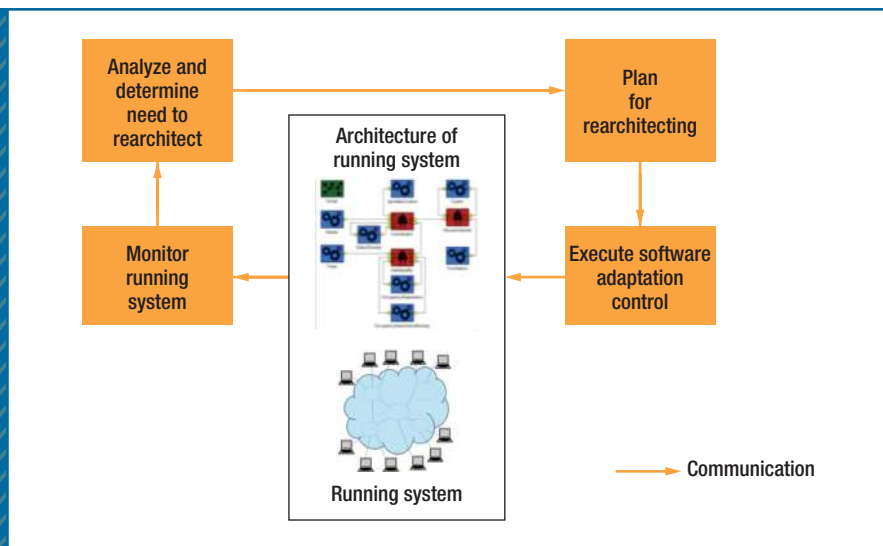 Analyze and
determine
need to
rearchitect
Plan
for
rearchitecting
Architecture of
running system
Monitor
running
system
Execute software
adaptation
control
Running system
Communication